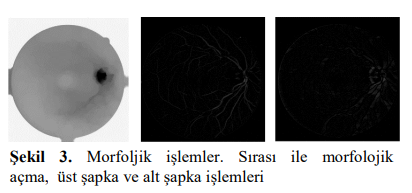 Şekil 3. Morfoljik işlemler. Sırası ile morfolojik
açma, üst şapka ve alt şapka işlemleri